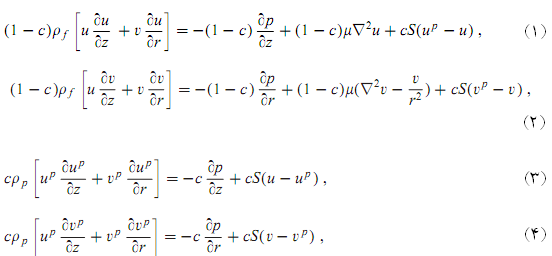 (1−c)ρ_f [u ∂u/∂z + v ∂u/∂r] = −(1−c) ∂p/∂z + (1−c)μ∇²u + cS(u^p − u) , (۱)
(1−c)ρ_f [u ∂v/∂z + v ∂v/∂r] = −(1−c) ∂p/∂r + (1−c)μ(∇²v − v/r²) + cS(v^p − v) ,
(۲)
cρ_p [u^p ∂u^p/∂z + v^p ∂u^p/∂r] = −c ∂p/∂z + cS(u − u^p) , (۳)
cρ_p [u^p ∂v^p/∂z + v^p ∂v^p/∂r] = −c ∂p/∂r + cS(v − v^p) , (۴)